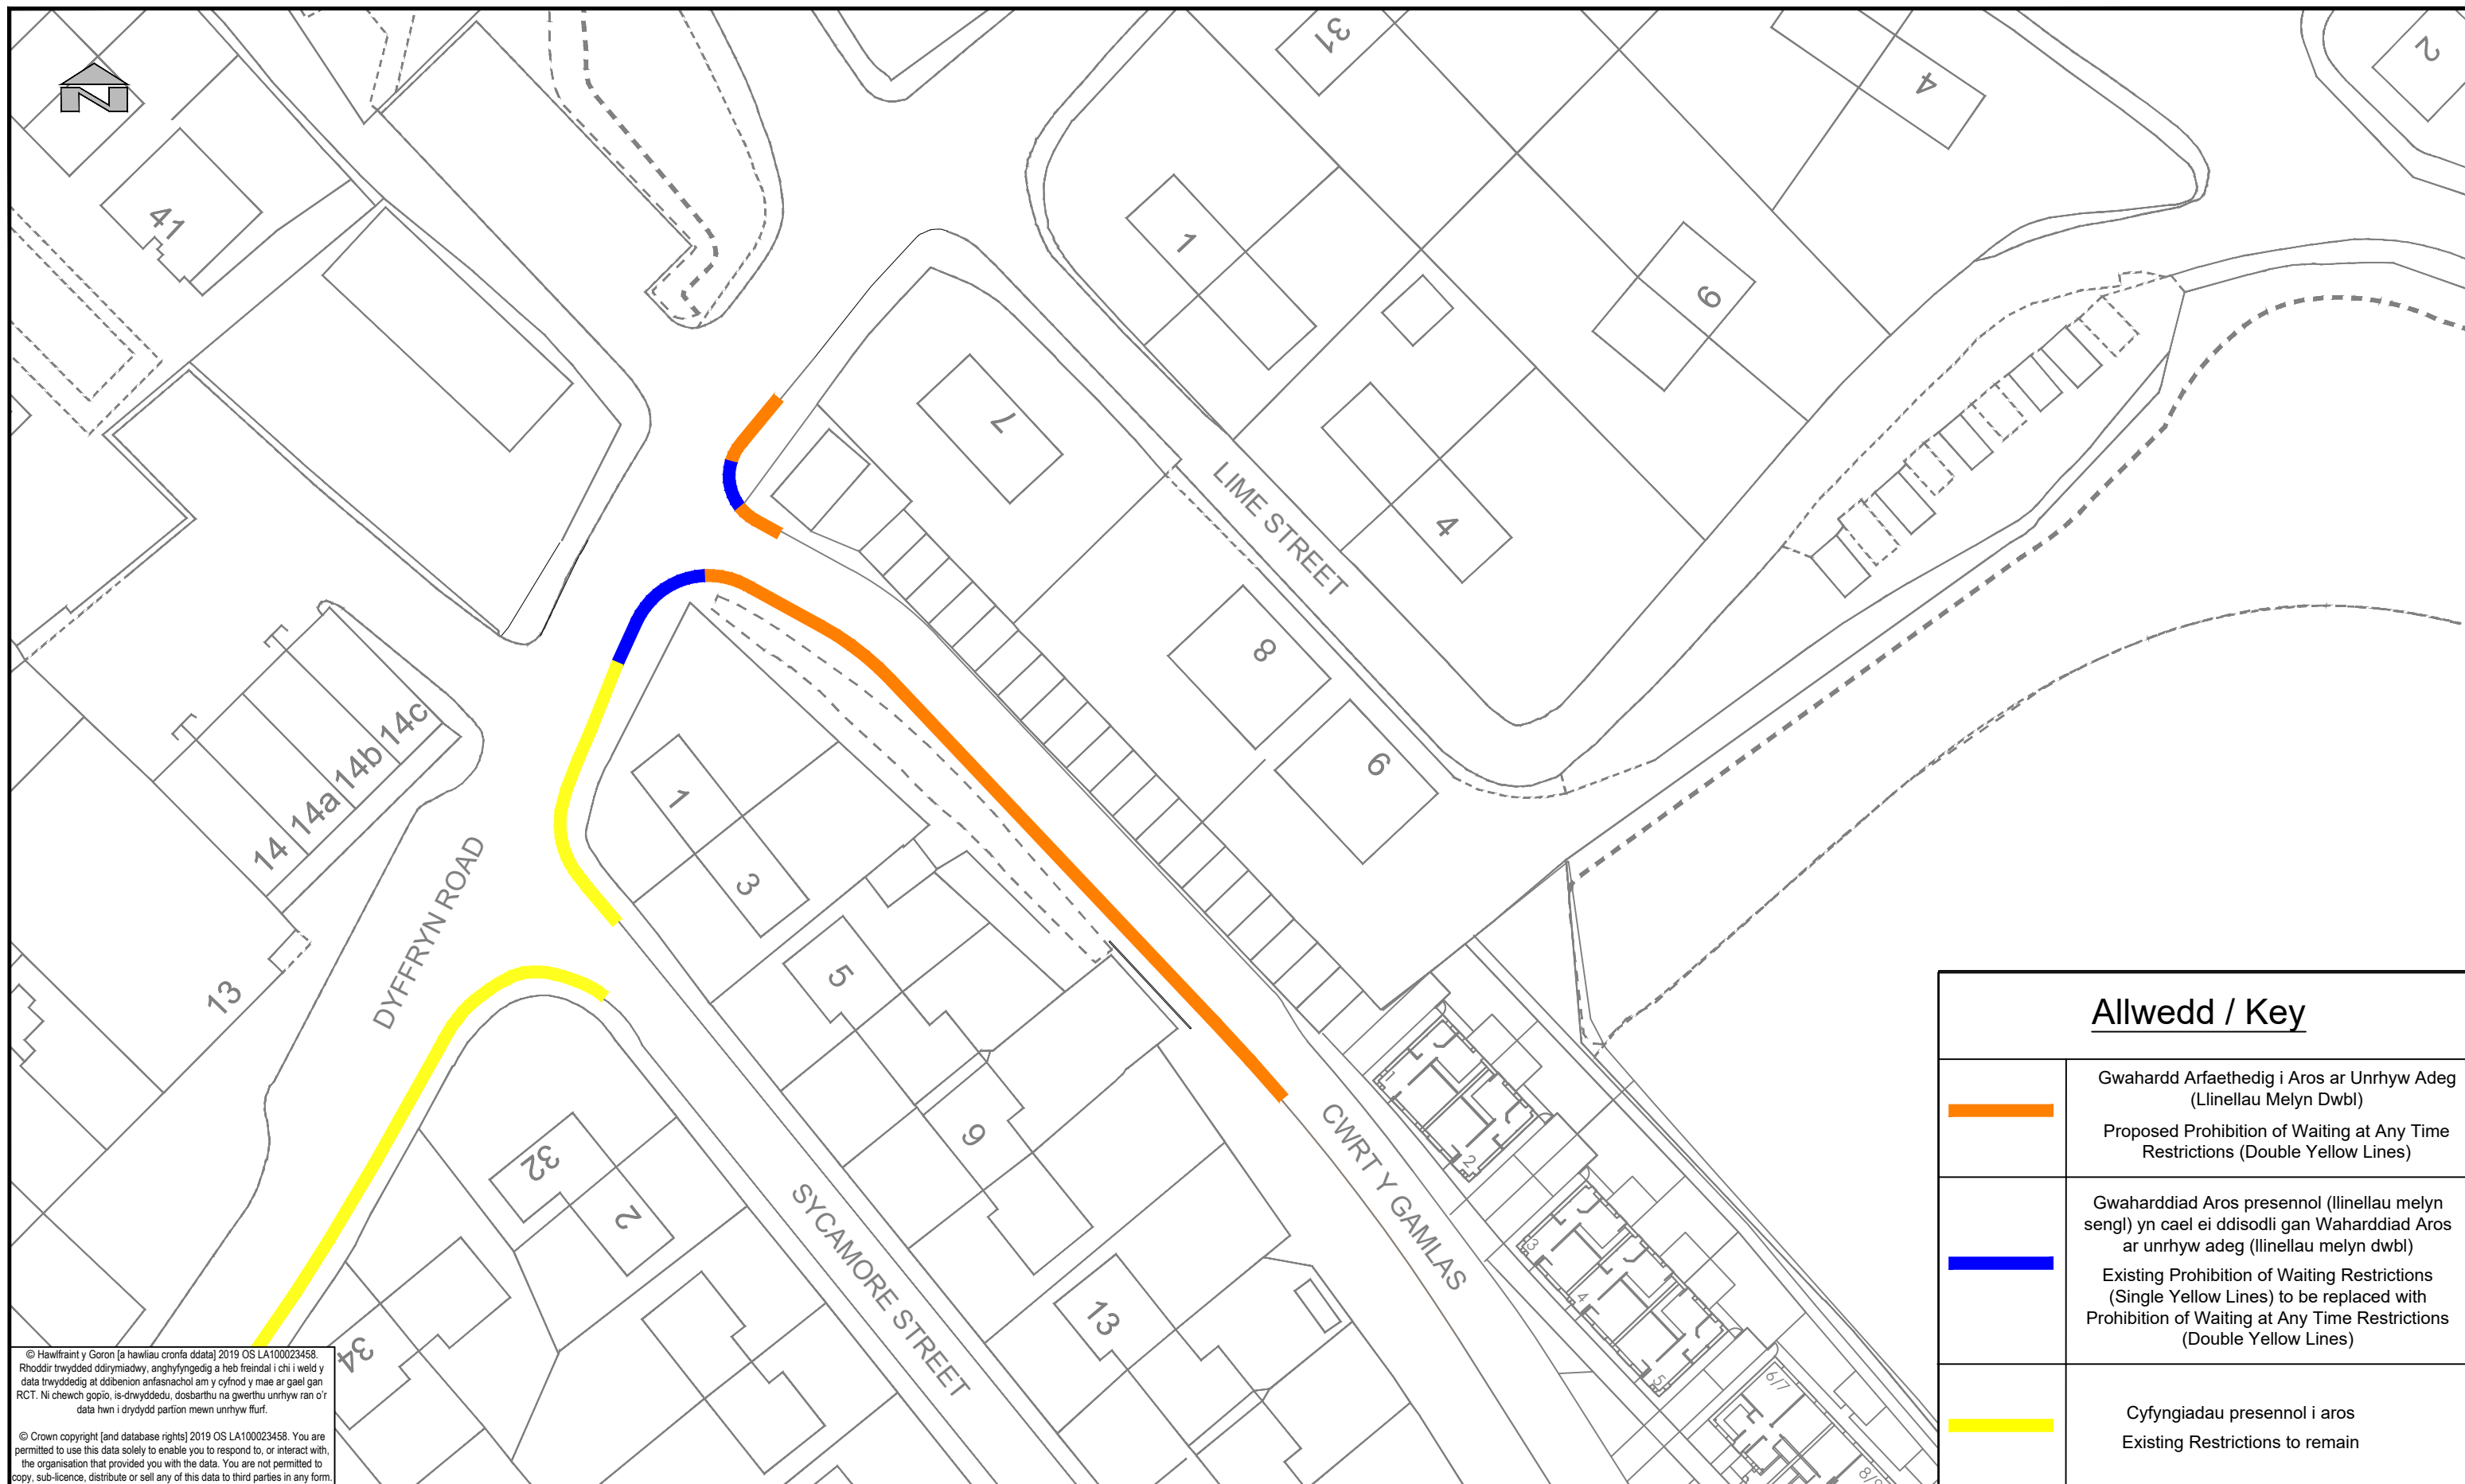 N
31
4
2
41
1
9
7
LIME STREET
4
8
6
14 14a 14b 14c
1
3
5
9
13
DYFFRYN ROAD
13
32
2
34
SYCAMORE STREET
CWRT Y GAMLAS
1
2
3
4
5
6/7
Allwedd / Key
Gwahardd Arfaethedig i Aros ar Unrhyw Adeg
(Llinellau Melyn Dwbl)
Proposed Prohibition of Waiting at Any Time
Restrictions (Double Yellow Lines)
Gwaharddiad Aros presennol (llinellau melyn
sengl) yn cael ei ddisodli gan Waharddiad Aros
ar unrhyw adeg (llinellau melyn dwbl)
Existing Prohibition of Waiting Restrictions
(Single Yellow Lines) to be replaced with
Prohibition of Waiting at Any Time Restrictions
(Double Yellow Lines)
Cyfyngiadau presennol i aros
Existing Restrictions to remain
© Hawlfraint y Goron [a hawliau cronfa ddata] 2019 OS LA100023458.
Rhoddir trwydded ddirymiadwy, anghyfyngedig a heb freindal i chi i weld y
data trwyddedig at ddibenion anfasnachol am y cyfnod y mae ar gael gan
RCT. Ni chewch gopïo, is-drwyddedu, dosbarthu na gwerthu unrhyw ran o'r
data hwn i drydydd partïon mewn unrhyw ffurf.
© Crown copyright [and database rights] 2019 OS LA100023458. You are
permitted to use this data solely to enable you to respond to, or interact with,
the organisation that provided you with the data. You are not permitted to
copy, sub-licence, distribute or sell any of this data to third parties in any form.